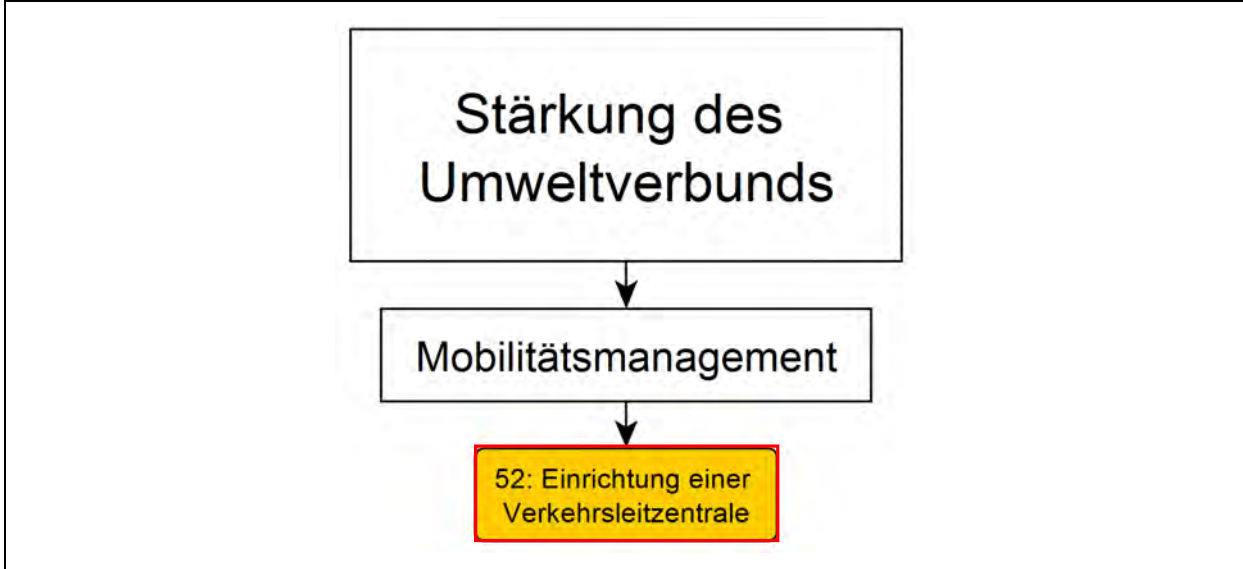 Stärkung des
Umweltverbunds
Mobilitätsmanagement
52: Einrichtung einer
Verkehrsleitzentrale